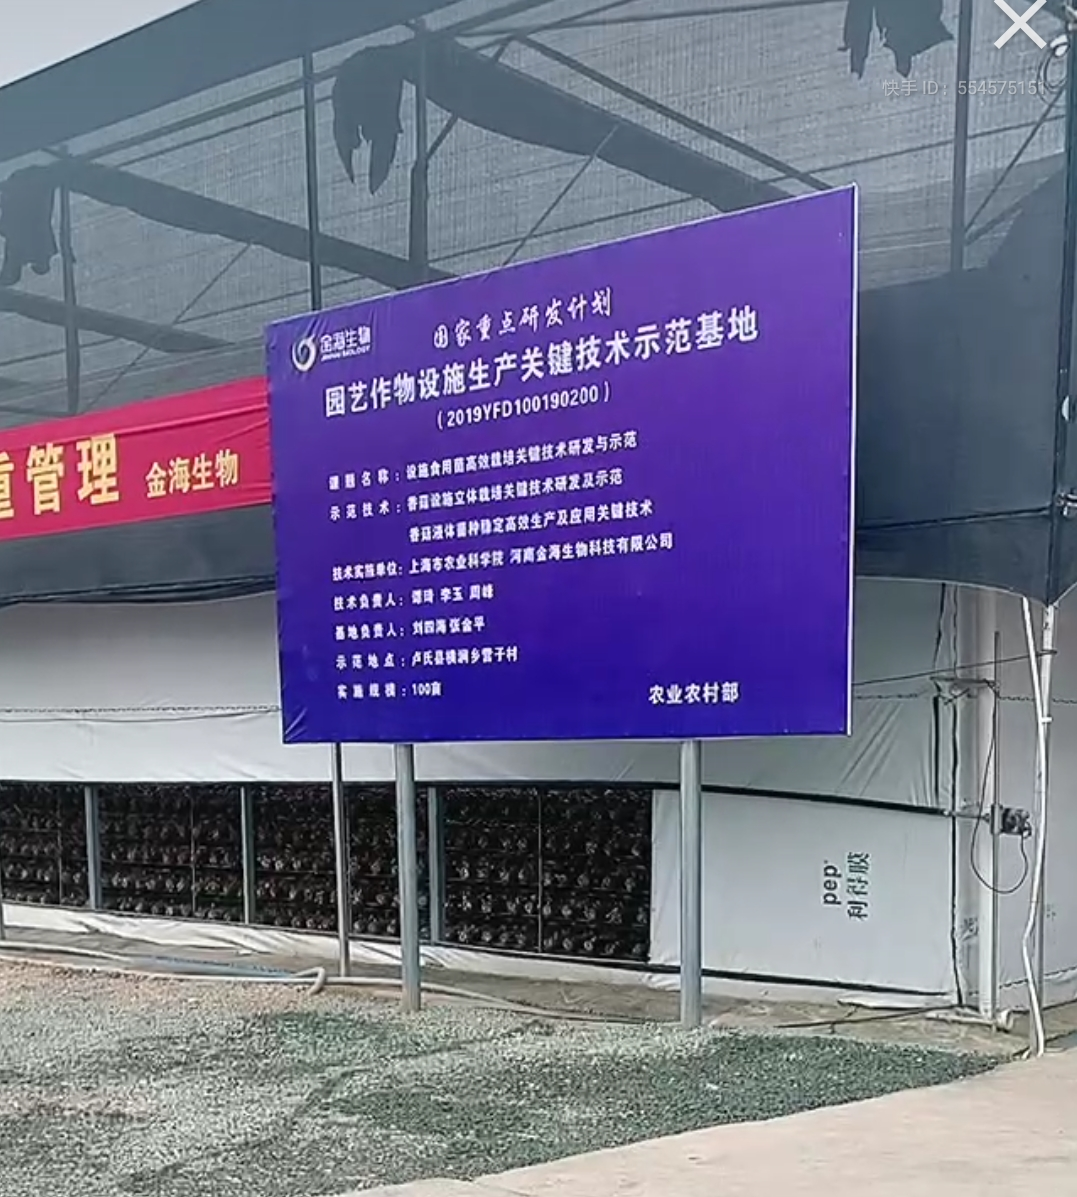 快手 ID：554575151
金海生物
JINHAI BIOLOGY
国家重点研发计划
园艺作物设施生产关键技术示范基地
（2019YFD100190200）
课题名称：设施食用菌高效栽培关键技术研发与示范
示范技术：香菇设施立体栽培关键技术研发及示范
香菇液体菌种稳定高效生产及应用关键技术
技术实施单位：上海市农业科学院 河南金海生物科技有限公司
技术负责人：谭琦 李玉 周峰
基地负责人：刘四海 张金平
示范地点：卢氏县横涧乡营子村
实施规模：100亩
农业农村部
重管理 金海生物
pep
利得膜